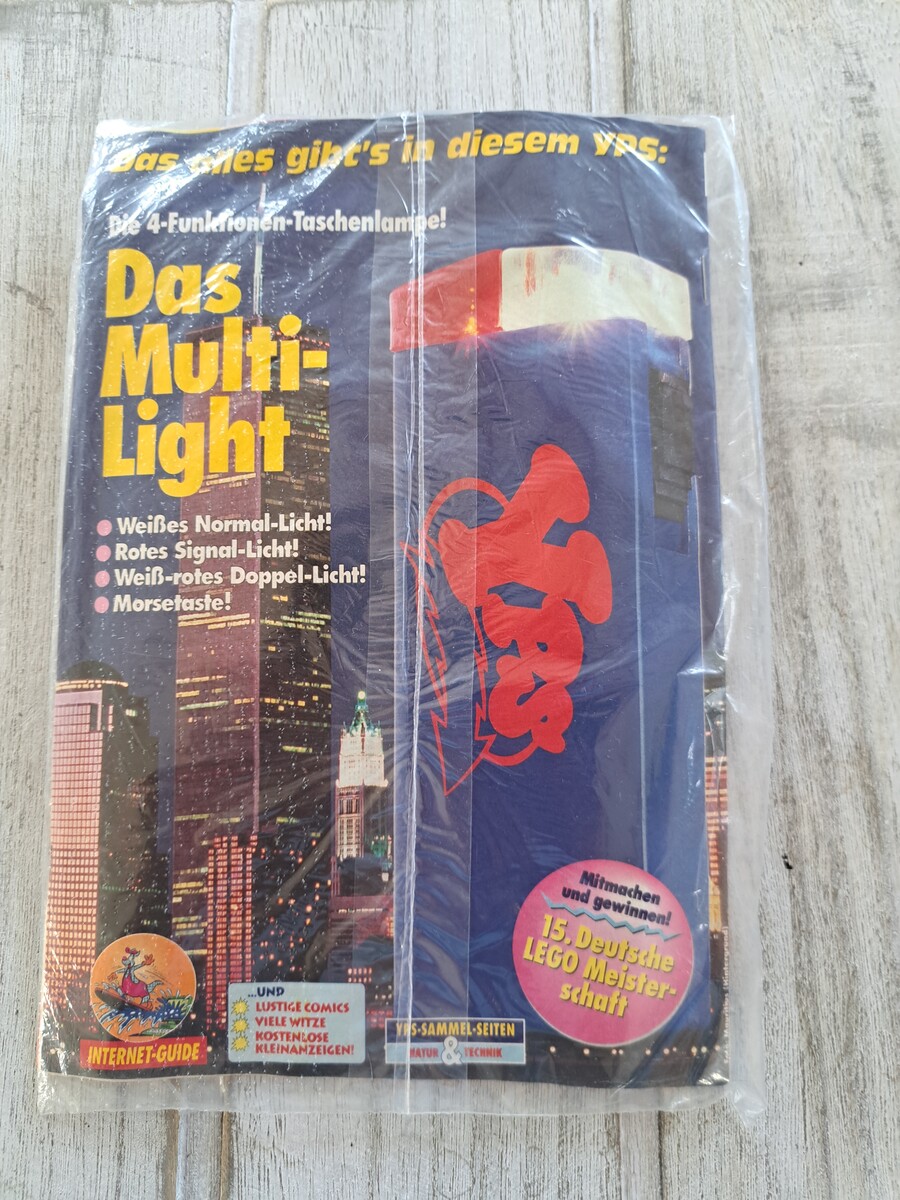 Das alles gibt's in diesem YPS:
Die 4-Funktionen-Taschenlampe!
Das
Multi-
Light
Weißes Normal-Licht!
Rotes Signal-Licht!
Weiß-rotes Doppel-Licht!
Morsetaste!
YPS
Mitmachen
und gewinnen!
15. Deutsche
LEGO Meister-
schaft
INTERNET-GUIDE
...UND
LUSTIGE COMICS
VIELE WITZE
KOSTENLOSE
KLEINANZEIGEN!
YPS-SAMMEL-SEITEN
NATUR & TECHNIK